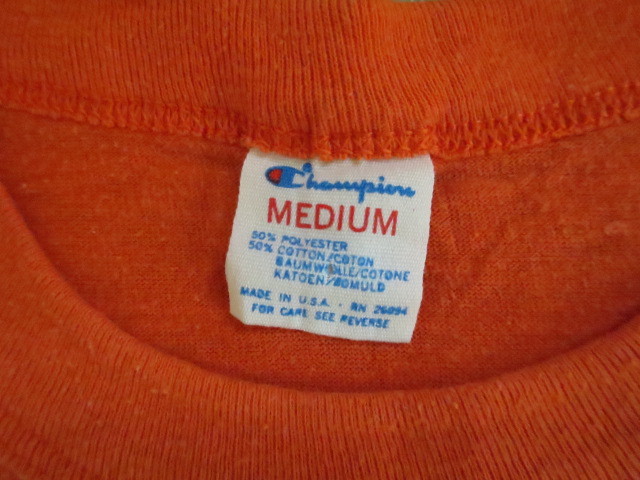 Champion
MEDIUM
50% POLYESTER
50% COTTON/COTON
BAUMWOLLE/COTONE
KATOEN/BOMULD
MADE IN U.S.A. - RN 26094
FOR CARE SEE REVERSE